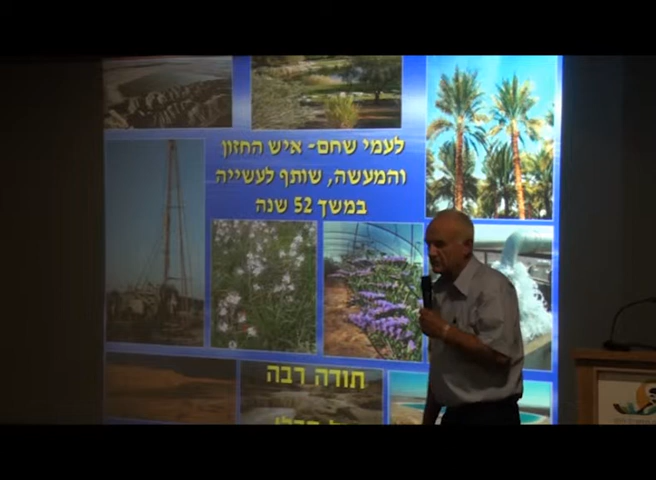 לעמי שחם- איש החזון
והמעשה, שותף לעשייה
במשך 52 שנה
תודה רבה